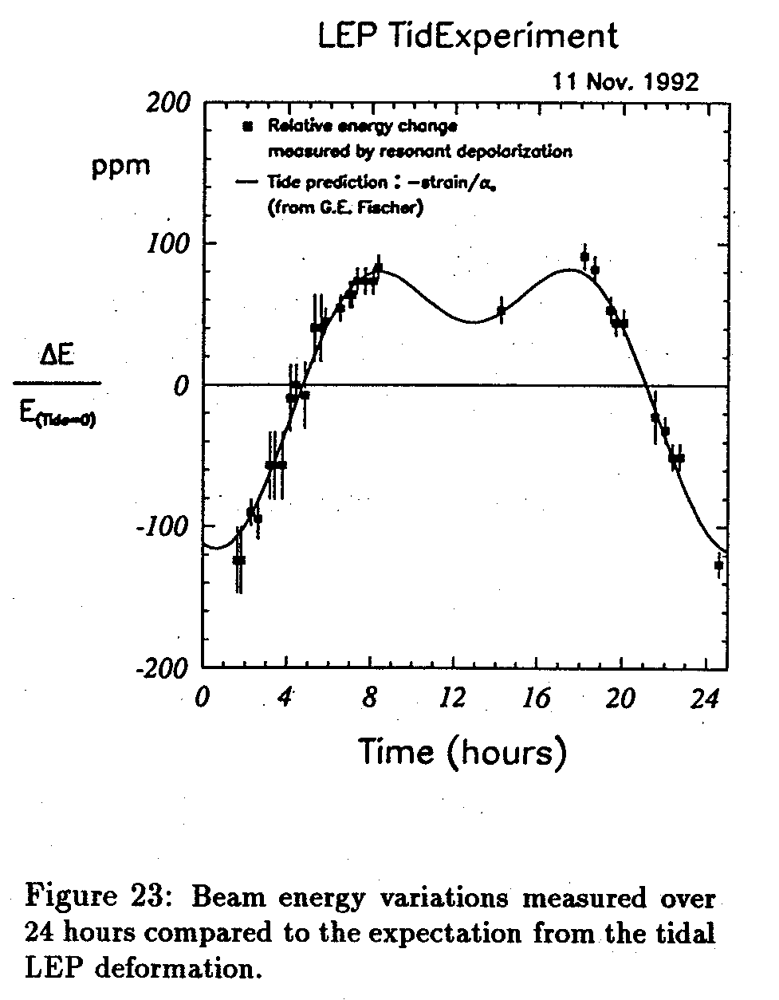 LEP TidExperiment
11 Nov. 1992
200
Relative energy change
measured by resonant depolarization
ppm
Tide prediction : -strain/α
(from G.E. Fischer)
100
ΔE
0
E(Tide=0)
-100
-200
0 4 8 12 16 20 24
Time (hours)
Figure 23: Beam energy variations measured over
24 hours compared to the expectation from the tidal
LEP deformation.